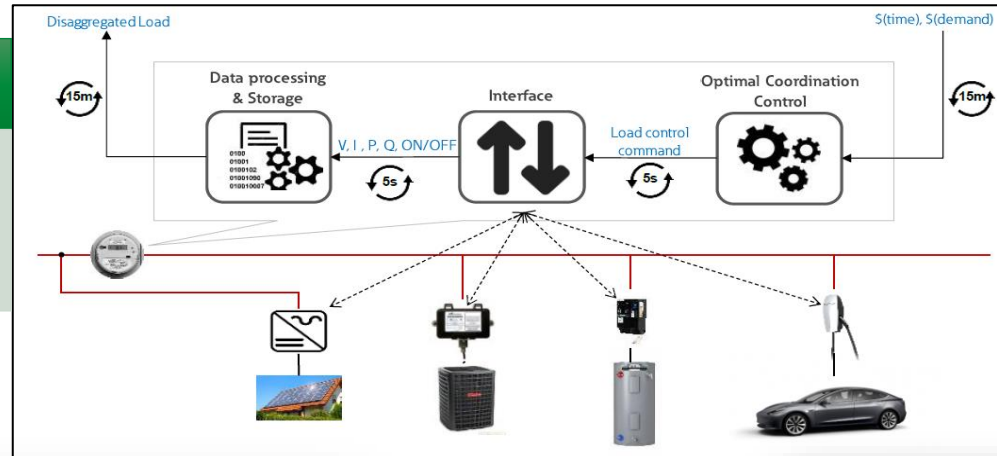 Disaggregated Load
$(time), $(demand)
15m
Data processing
& Storage
Interface
Optimal Coordination
Control
15m
0100
01001
0100102
01001090
010010007
V, I , P, Q, ON/OFF
5s
Load control
command
5s